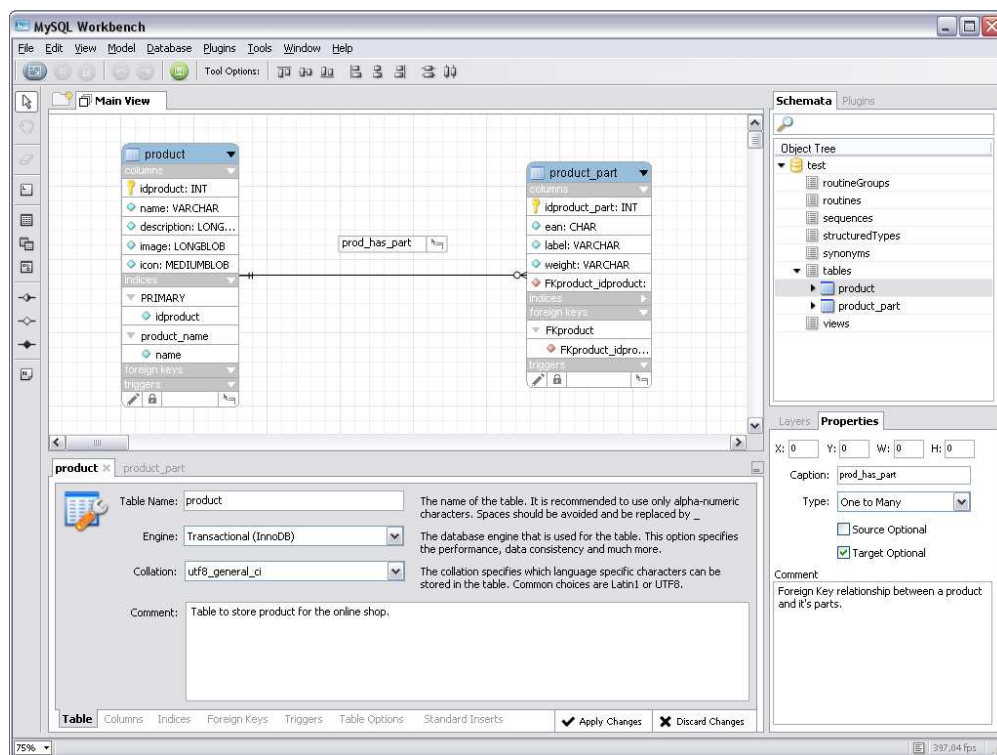 MySQL Workbench
File Edit View Model Database Plugins Tools Window Help
Tool Options:
Main View
product
columns
idproduct: INT
name: VARCHAR
description: LONG...
image: LONGBLOB
icon: MEDIUMBLOB
indices
PRIMARY
idproduct
product_name
name
foreign keys
triggers
prod_has_part
product_part
columns
idproduct_part: INT
ean: CHAR
label: VARCHAR
weight: VARCHAR
FKproduct_idproduct:
indices
foreign keys
FKproduct
FKproduct_idpro...
triggers
Schemata Plugins
Object Tree
test
routineGroups
routines
sequences
structuredTypes
synonyms
tables
product
product_part
views
Layers Properties
X: 0 Y: 0 W: 0 H: 0
Caption: prod_has_part
Type: One to Many
Source Optional
Target Optional
Comment
Foreign Key relationship between a product
and it's parts.
product product_part
Table Name: product
The name of the table. It is recommended to use only alpha-numeric
characters. Spaces should be avoided and be replaced by _
Engine: Transactional (InnoDB)
The database engine that is used for the table. This option specifies
the performance, data consistency and much more.
Collation: utf8_general_ci
The collation specifies which language specific characters can be
stored in the table. Common choices are Latin1 or UTF8.
Comment: Table to store product for the online shop.
Table Columns Indices Foreign Keys Triggers Table Options Standard Inserts Apply Changes Discard Changes
75% 397,04 fps